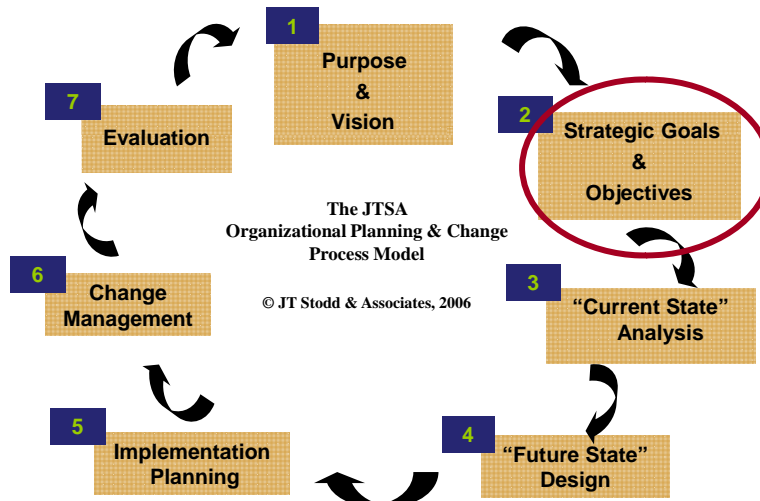 1
Purpose
&
Vision
2
Strategic Goals
&
Objectives
3
“Current State”
Analysis
4
“Future State”
Design
5
Implementation
Planning
6
Change
Management
7
Evaluation
The JTSA
Organizational Planning & Change
Process Model
© JT Stodd & Associates, 2006